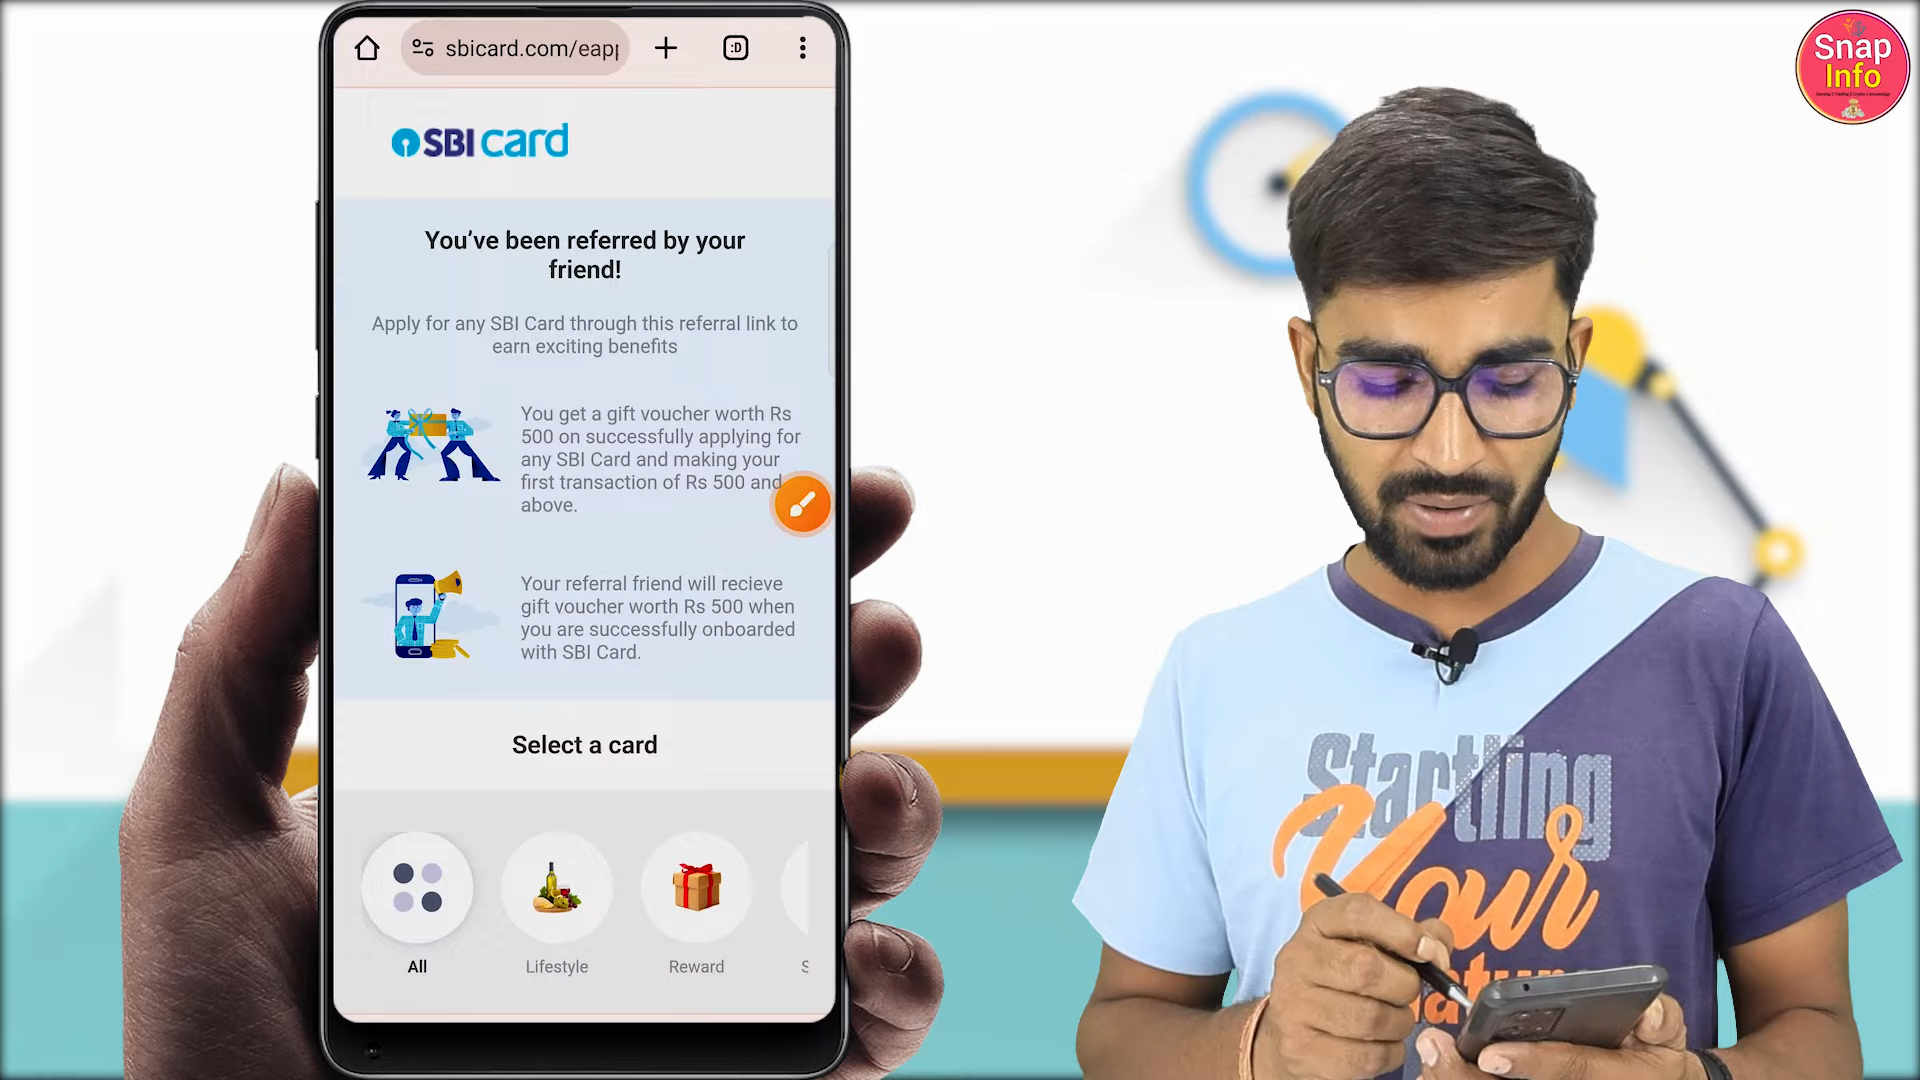 sbicard.com/eapp
:D
SBI card
You've been referred by your
friend!
Apply for any SBI Card through this referral link to
earn exciting benefits
You get a gift voucher worth Rs
500 on successfully applying for
any SBI Card and making your
first transaction of Rs 500 and
above.
Your referral friend will recieve
gift voucher worth Rs 500 when
you are successfully onboarded
with SBI Card.
Select a card
All
Lifestyle
Reward
S
Snap
Info
Startling
Your